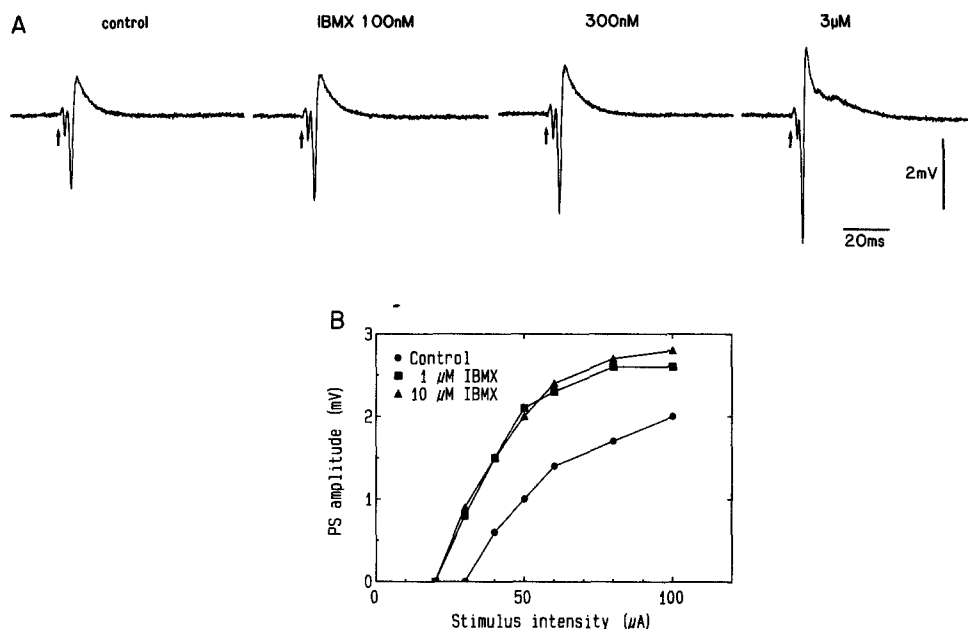 A
control
IBMX 100nM
300nM
3μM
2mV
20ms
B
3
2
1
0
PS amplitude (mV)
Control
1 μM IBMX
10 μM IBMX
0
50
100
Stimulus intensity (μA)